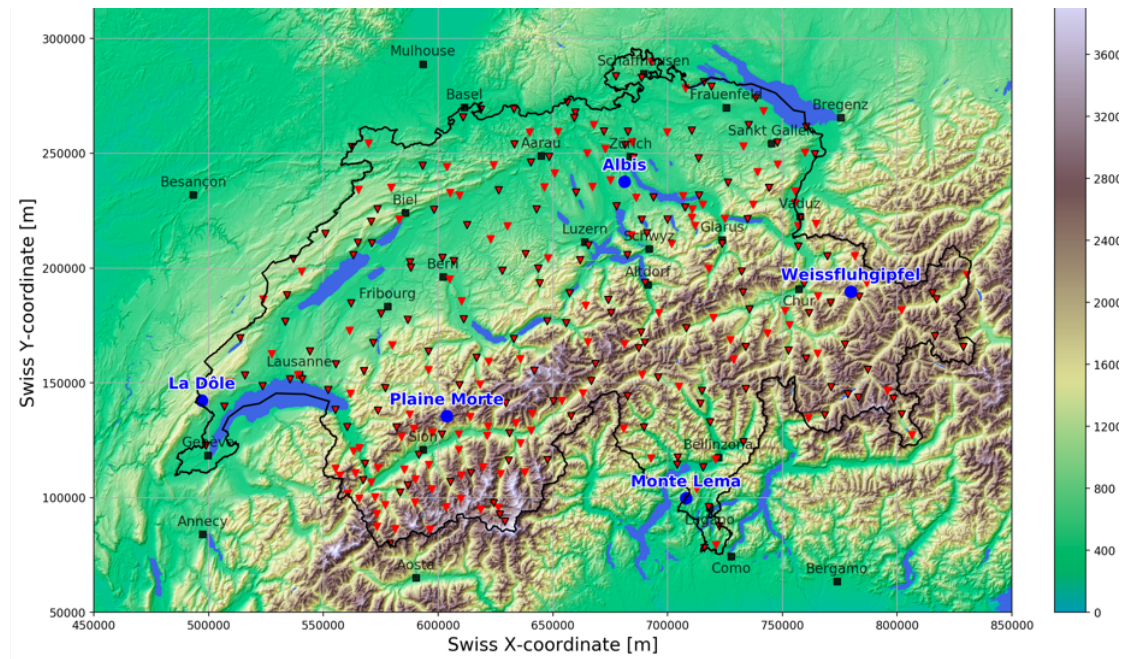 300000
250000
200000
150000
100000
50000
Swiss Y-coordinate [m]
Mulhouse
Schaffhausen
Basel
Frauenfeld
Bregenz
Aarau
Zürich
Sankt Gallen
Albis
Besançon
Biel
Vaduz
Luzern
Schwyz
Glarus
Bern
Altdorf
Weissfluhgipfel
Chur
Fribourg
Lausanne
La Dôle
Plaine Morte
Genève
Sion
Bellinzona
Monte Lema
Annecy
Lugano
Aosta
Como
Bergamo
450000 500000 550000 600000 650000 700000 750000 800000 850000
Swiss X-coordinate [m]
3600
3200
2800
2400
2000
1600
1200
800
400
0